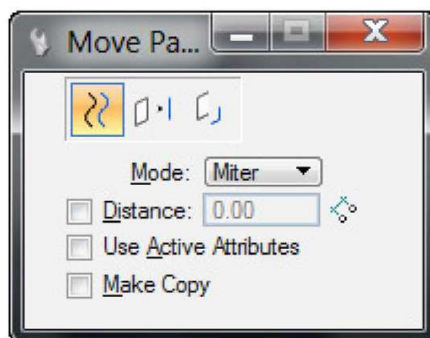 Move Pa...
Mode: Miter
Distance: 0.00
Use Active Attributes
Make Copy